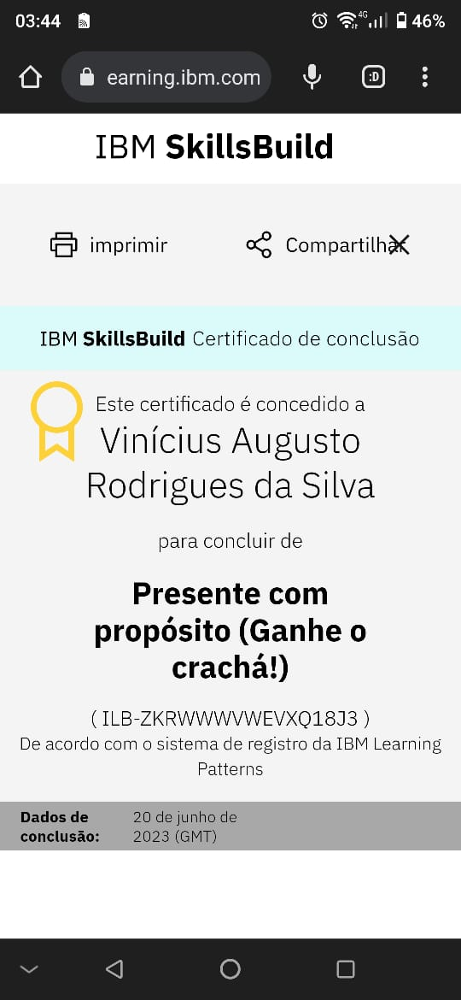 03:44
4G
46%
earning.ibm.com
:D
IBM SkillsBuild
imprimir
Compartilhar
IBM SkillsBuild Certificado de conclusão
Este certificado é concedido a
Vinícius Augusto
Rodrigues da Silva
para concluir de
Presente com
propósito (Ganhe o
crachá!)
( ILB-ZKRWWWVWEVXQ18J3 )
De acordo com o sistema de registro da IBM Learning
Patterns
Dados de
conclusão:
20 de junho de
2023 (GMT)